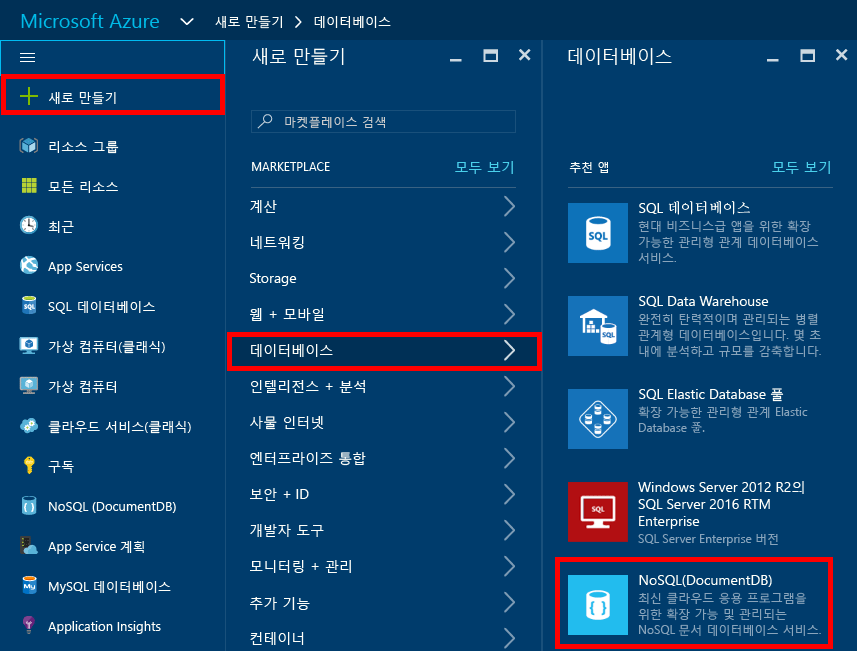 Microsoft Azure 새로 만들기 > 데이터베이스
새로 만들기
리소스 그룹
모든 리소스
최근
App Services
SQL 데이터베이스
가상 컴퓨터(클래식)
가상 컴퓨터
클라우드 서비스(클래식)
구독
NoSQL (DocumentDB)
App Service 계획
MySQL 데이터베이스
Application Insights
새로 만들기
마켓플레이스 검색
MARKETPLACE 모두 보기
계산
네트워킹
Storage
웹 + 모바일
데이터베이스
인텔리전스 + 분석
사물 인터넷
엔터프라이즈 통합
보안 + ID
개발자 도구
모니터링 + 관리
추가 기능
컨테이너
데이터베이스
추천 앱 모두 보기
SQL
SQL 데이터베이스
현대 비즈니스급 앱을 위한 확장
가능한 관리형 관계 데이터베이스
서비스.
SQL
SQL Data Warehouse
완전히 탄력적이며 관리되는 병렬
관계형 데이터베이스입니다. 몇 초
내에 분석하고 규모를 감축합니다.
SQL Elastic Database 풀
확장 가능한 관리형 관계 Elastic
Database 풀.
SQL
Windows Server 2012 R2의
SQL Server 2016 RTM
Enterprise
SQL Server Enterprise 버전
NoSQL(DocumentDB)
최신 클라우드 응용 프로그램을
위한 확장 가능 및 관리되는
NoSQL 문서 데이터베이스 서비스.